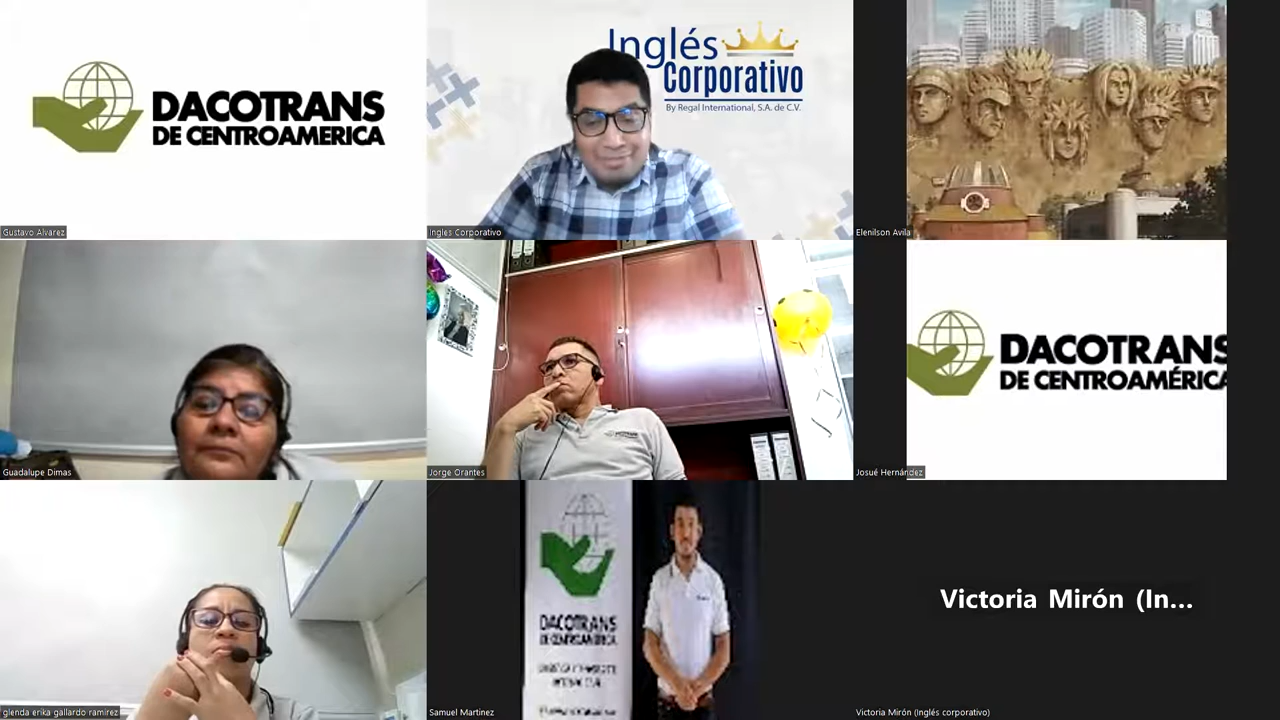 DACOTRANS
DE CENTROAMERICA
Gustavo Alvarez
Inglés
Corporativo
By Regal International, S.A. de C.V.
Ingles Corporativo
Elenilson Avila
Guadalupe Dimas
Jorge Orantes
DACOTRANS
DE CENTROAMÉRICA
Josué Hernández
glenda erika gallardo ramirez
DACOTRANS
DE CENTROAMERICA
Samuel Martinez
Victoria Mirón (In...
Victoria Mirón (Inglés corporativo)